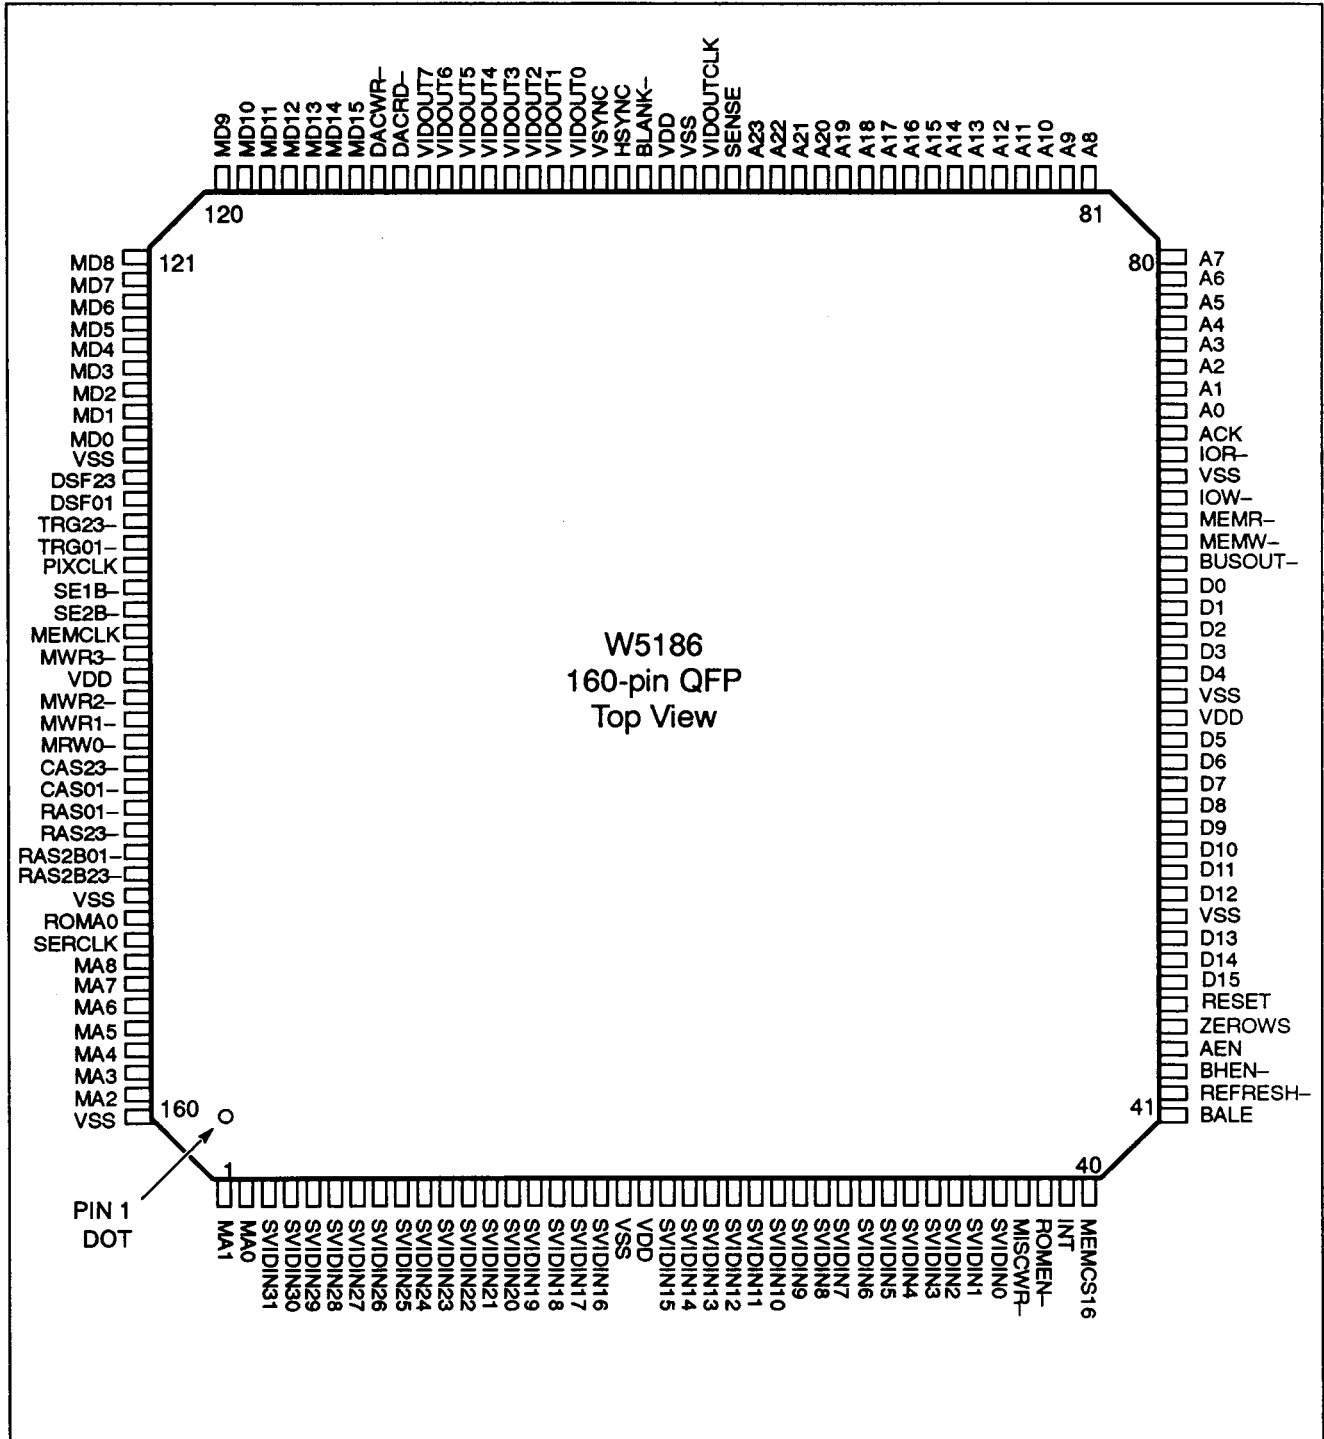 MD9
MD10
MD11
MD12
MD13
MD14
MD15
DACWR–
DACRD–
VIDOUT7
VIDOUT6
VIDOUT5
VIDOUT4
VIDOUT3
VIDOUT2
VIDOUT1
VIDOUT0
VSYNC
HSYNC
BLANK–
VDD
VSS
VIDOUTCLK
SENSE
A23
A22
A21
A20
A19
A18
A17
A16
A15
A14
A13
A12
A11
A10
A9
A8
120
81
121
80
MD8
MD7
MD6
MD5
MD4
MD3
MD2
MD1
MD0
VSS
DSF23
DSF01
TRG23–
TRG01–
PIXCLK
SE1B–
SE2B–
MEMCLK
MWR3–
VDD
MWR2–
MWR1–
MRW0–
CAS23–
CAS01–
RAS01–
RAS23–
RAS2B01–
RAS2B23–
VSS
ROMA0
SERCLK
MA8
MA7
MA6
MA5
MA4
MA3
MA2
VSS
W5186
160-pin QFP
Top View
A7
A6
A5
A4
A3
A2
A1
A0
ACK
IOR–
VSS
IOW–
MEMR–
MEMW–
BUSOUT–
D0
D1
D2
D3
D4
VSS
VDD
D5
D6
D7
D8
D9
D10
D11
D12
VSS
D13
D14
D15
RESET
ZEROWS
AEN
BHEN–
REFRESH–
BALE
160
41
1
40
PIN 1
DOT
MA1
MA0
SVIDIN31
SVIDIN30
SVIDIN29
SVIDIN28
SVIDIN27
SVIDIN26
SVIDIN25
SVIDIN24
SVIDIN23
SVIDIN22
SVIDIN21
SVIDIN20
SVIDIN19
SVIDIN18
SVIDIN17
SVIDIN16
VSS
VDD
SVIDIN15
SVIDIN14
SVIDIN13
SVIDIN12
SVIDIN11
SVIDIN10
SVIDIN9
SVIDIN8
SVIDIN7
SVIDIN6
SVIDIN5
SVIDIN4
SVIDIN3
SVIDIN2
SVIDIN1
SVIDIN0
MISCWR–
ROMEN–
INT
MEMCS16